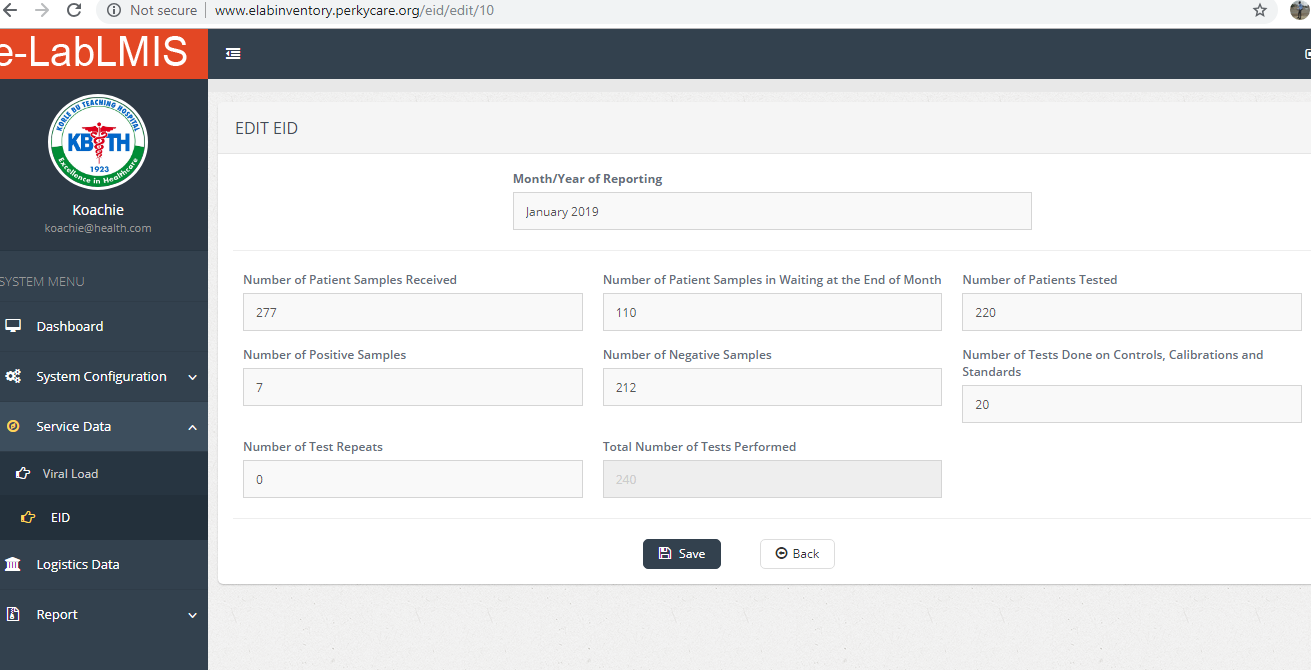 Not secure | www.elabinventory.perkycare.org/eid/edit/10
e-LabLMIS
KORLE BU TEACHING HOSPITAL
KBTH
1923
Excellence in Healthcare
Koachie
koachie@health.com
SYSTEM MENU
Dashboard
System Configuration
Service Data
Viral Load
EID
Logistics Data
Report
EDIT EID
Month/Year of Reporting
January 2019
Number of Patient Samples Received
277
Number of Patient Samples in Waiting at the End of Month
110
Number of Patients Tested
220
Number of Positive Samples
7
Number of Negative Samples
212
Number of Tests Done on Controls, Calibrations and
Standards
20
Number of Test Repeats
0
Total Number of Tests Performed
240
Save
Back